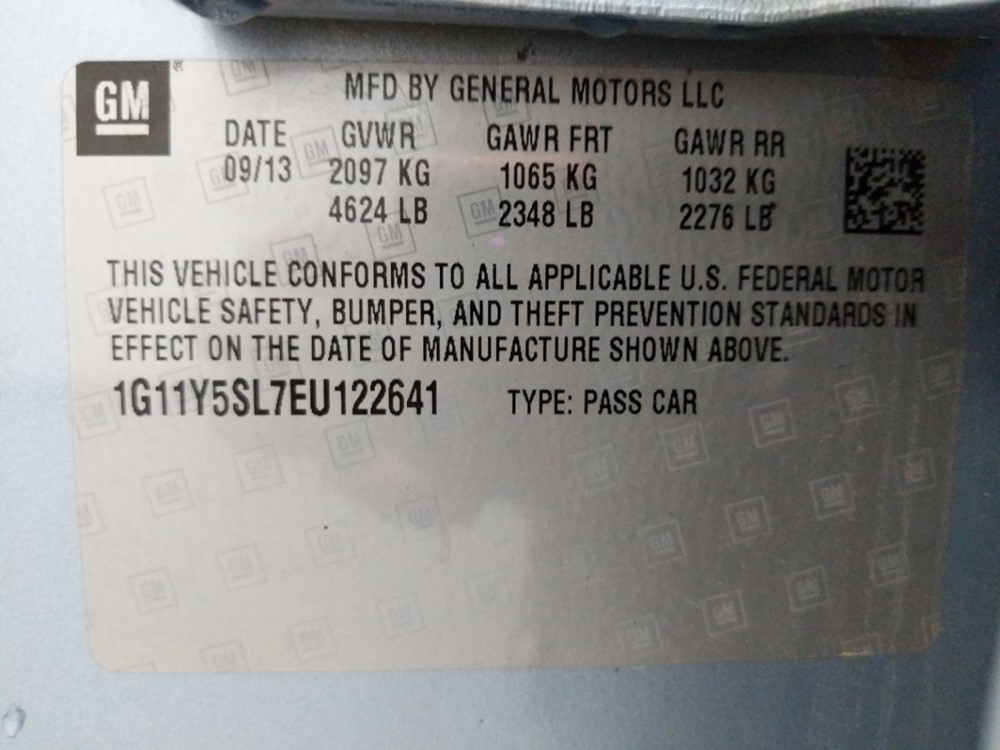 GM
MFD BY GENERAL MOTORS LLC
DATE GVWR GAWR FRT GAWR RR
09/13 2097 KG 1065 KG 1032 KG
4624 LB 2348 LB 2276 LB
THIS VEHICLE CONFORMS TO ALL APPLICABLE U.S. FEDERAL MOTOR
VEHICLE SAFETY, BUMPER, AND THEFT PREVENTION STANDARDS IN
EFFECT ON THE DATE OF MANUFACTURE SHOWN ABOVE.
1G11Y5SL7EU122641 TYPE: PASS CAR